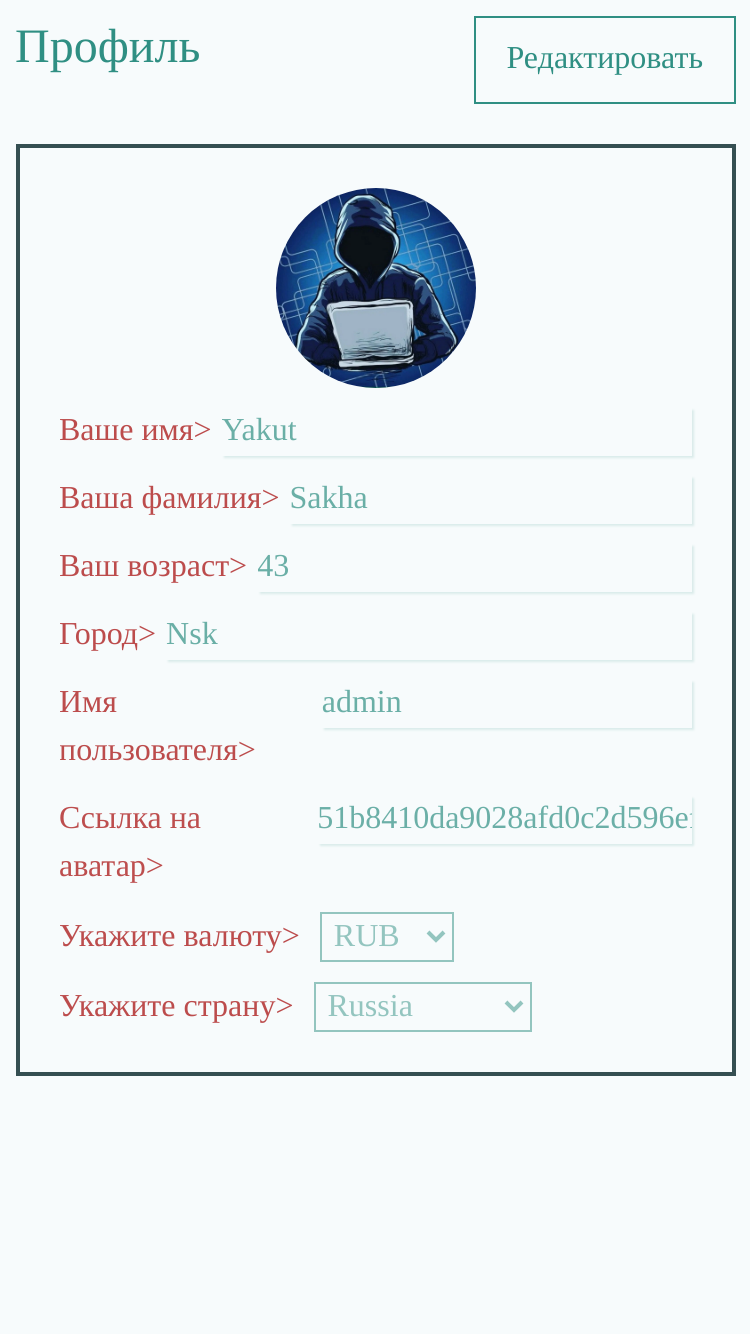 Профиль
Редактировать
Ваше имя> Yakut
Ваша фамилия> Sakha
Ваш возраст> 43
Город> Nsk
Имя admin
пользователя>
Ссылка на 51b8410da9028afd0c2d596e
аватар>
Укажите валюту> RUB
Укажите страну> Russia